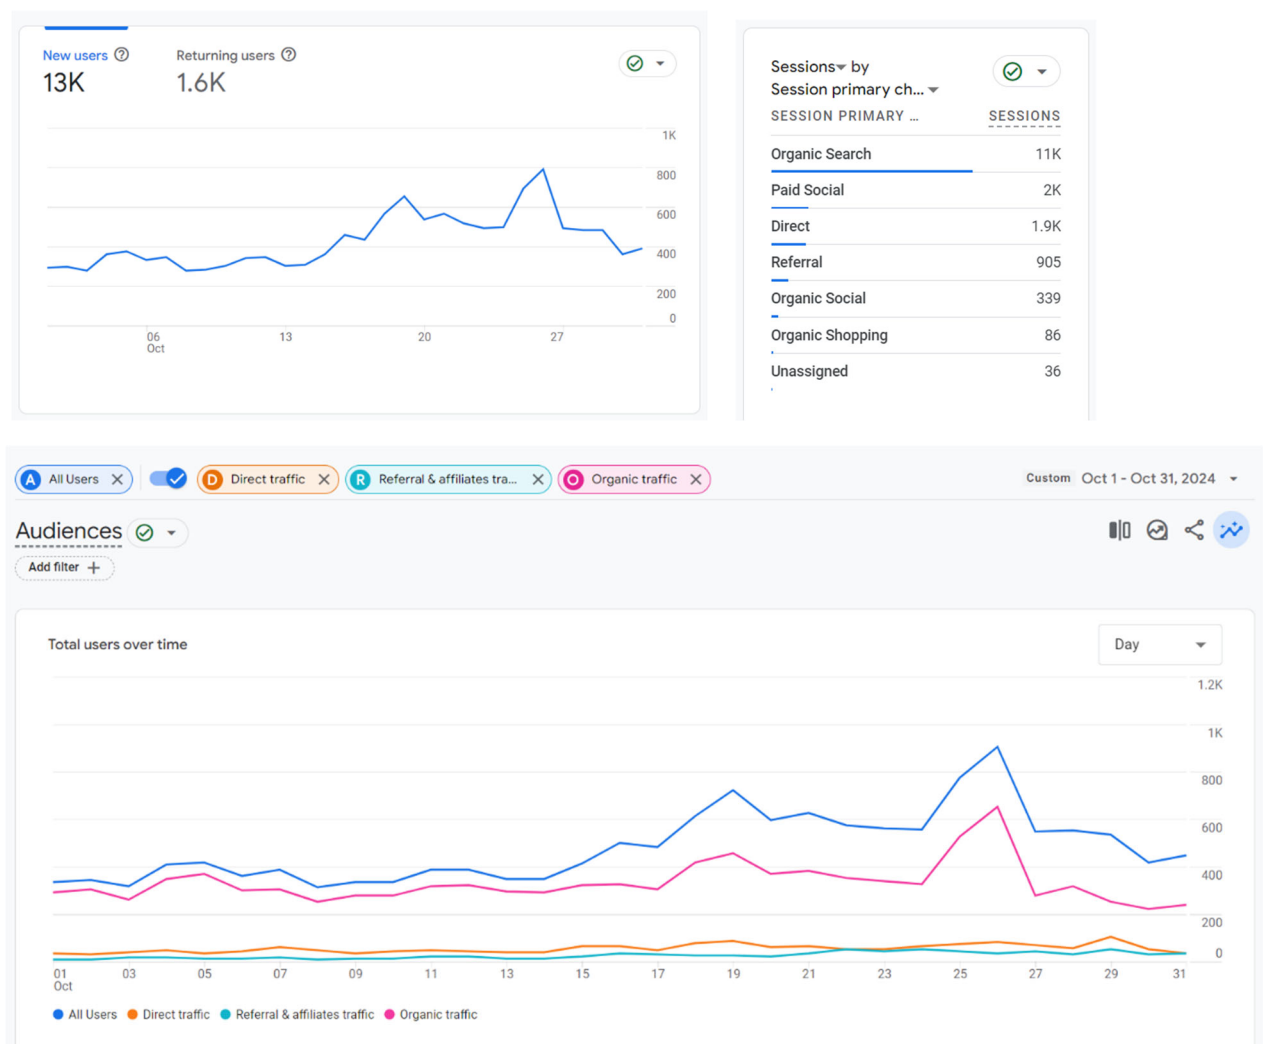 New users
Returning users
13K
1.6K
1K
800
600
400
200
0
06
Oct
13
20
27
Sessions by
Session primary ch...
SESSION PRIMARY ...
SESSIONS
Organic Search
11K
Paid Social
2K
Direct
1.9K
Referral
905
Organic Social
339
Organic Shopping
86
Unassigned
36
A All Users
D Direct traffic
R Referral & affiliates tra...
O Organic traffic
Custom Oct 1 - Oct 31, 2024
Audiences
Add filter +
Total users over time
Day
1.2K
1K
800
600
400
200
0
01
Oct
03
05
07
09
11
13
15
17
19
21
23
25
27
29
31
All Users
Direct traffic
Referral & affiliates traffic
Organic traffic